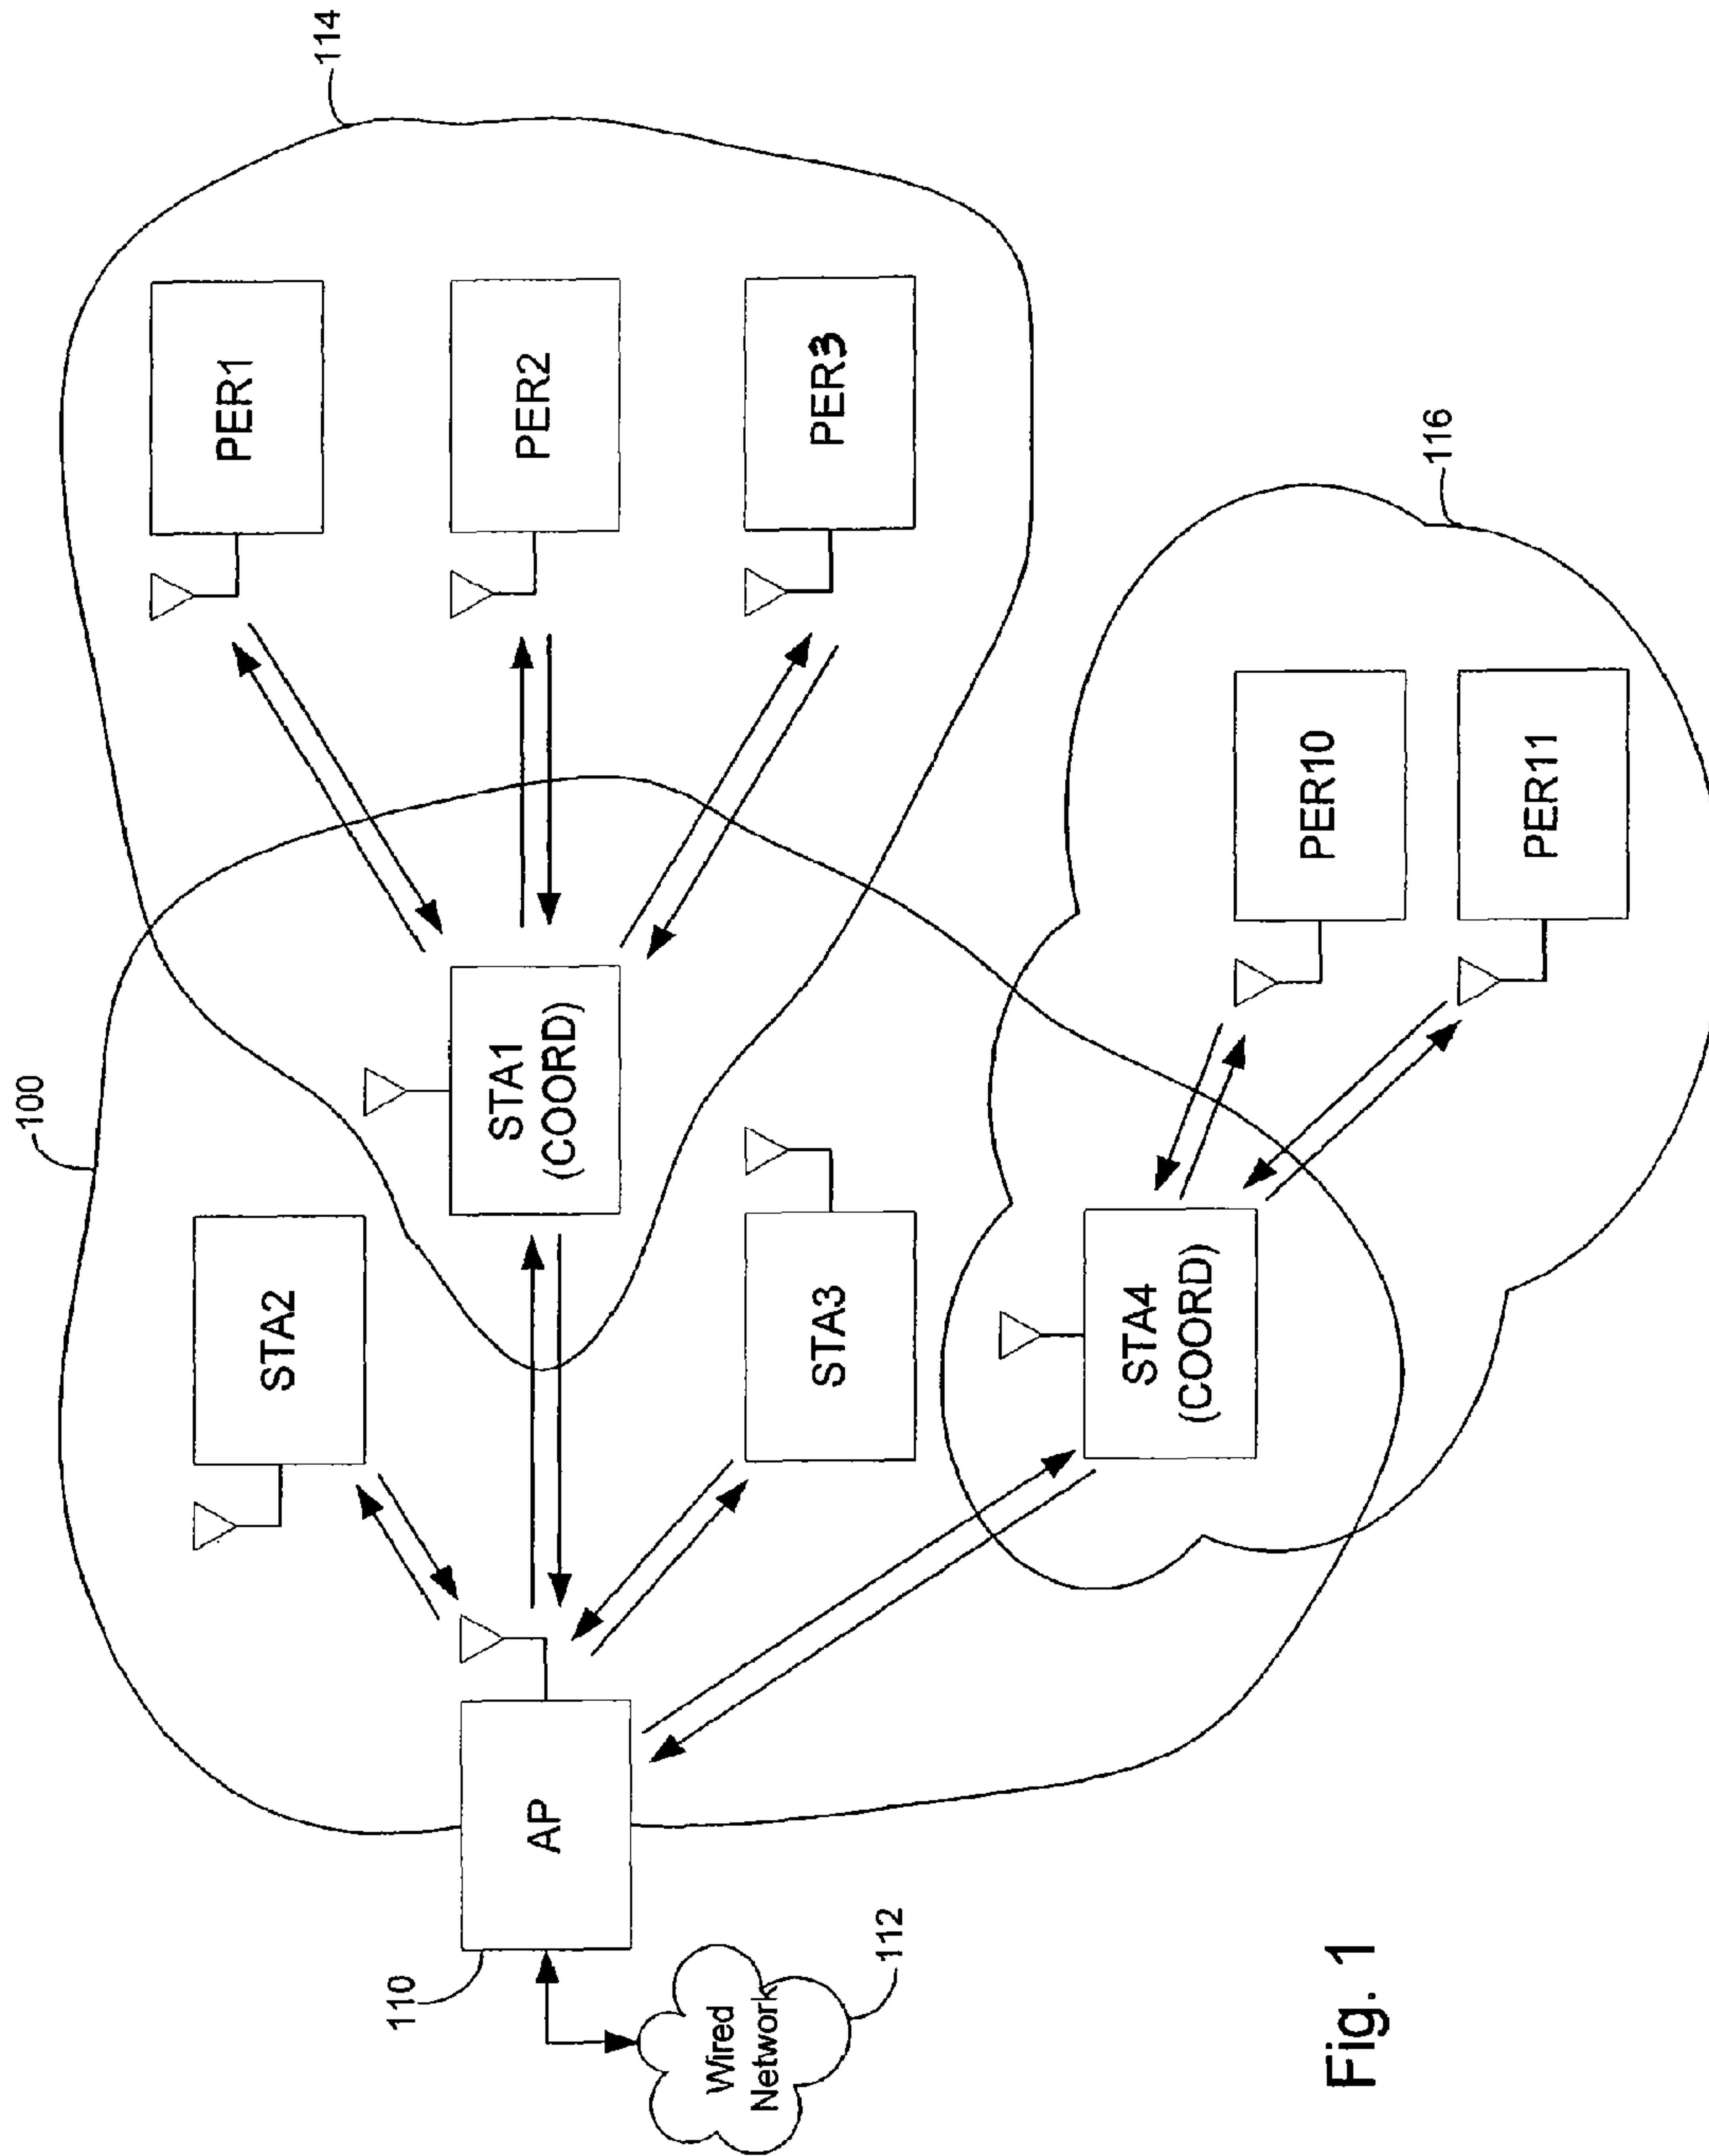 100
114
STA2
STA1
(COORD)
PER1
PER2
PER3
110
AP
STA3
Wired
Network
112
STA4
(COORD)
PER10
PER11
116
Fig. 1